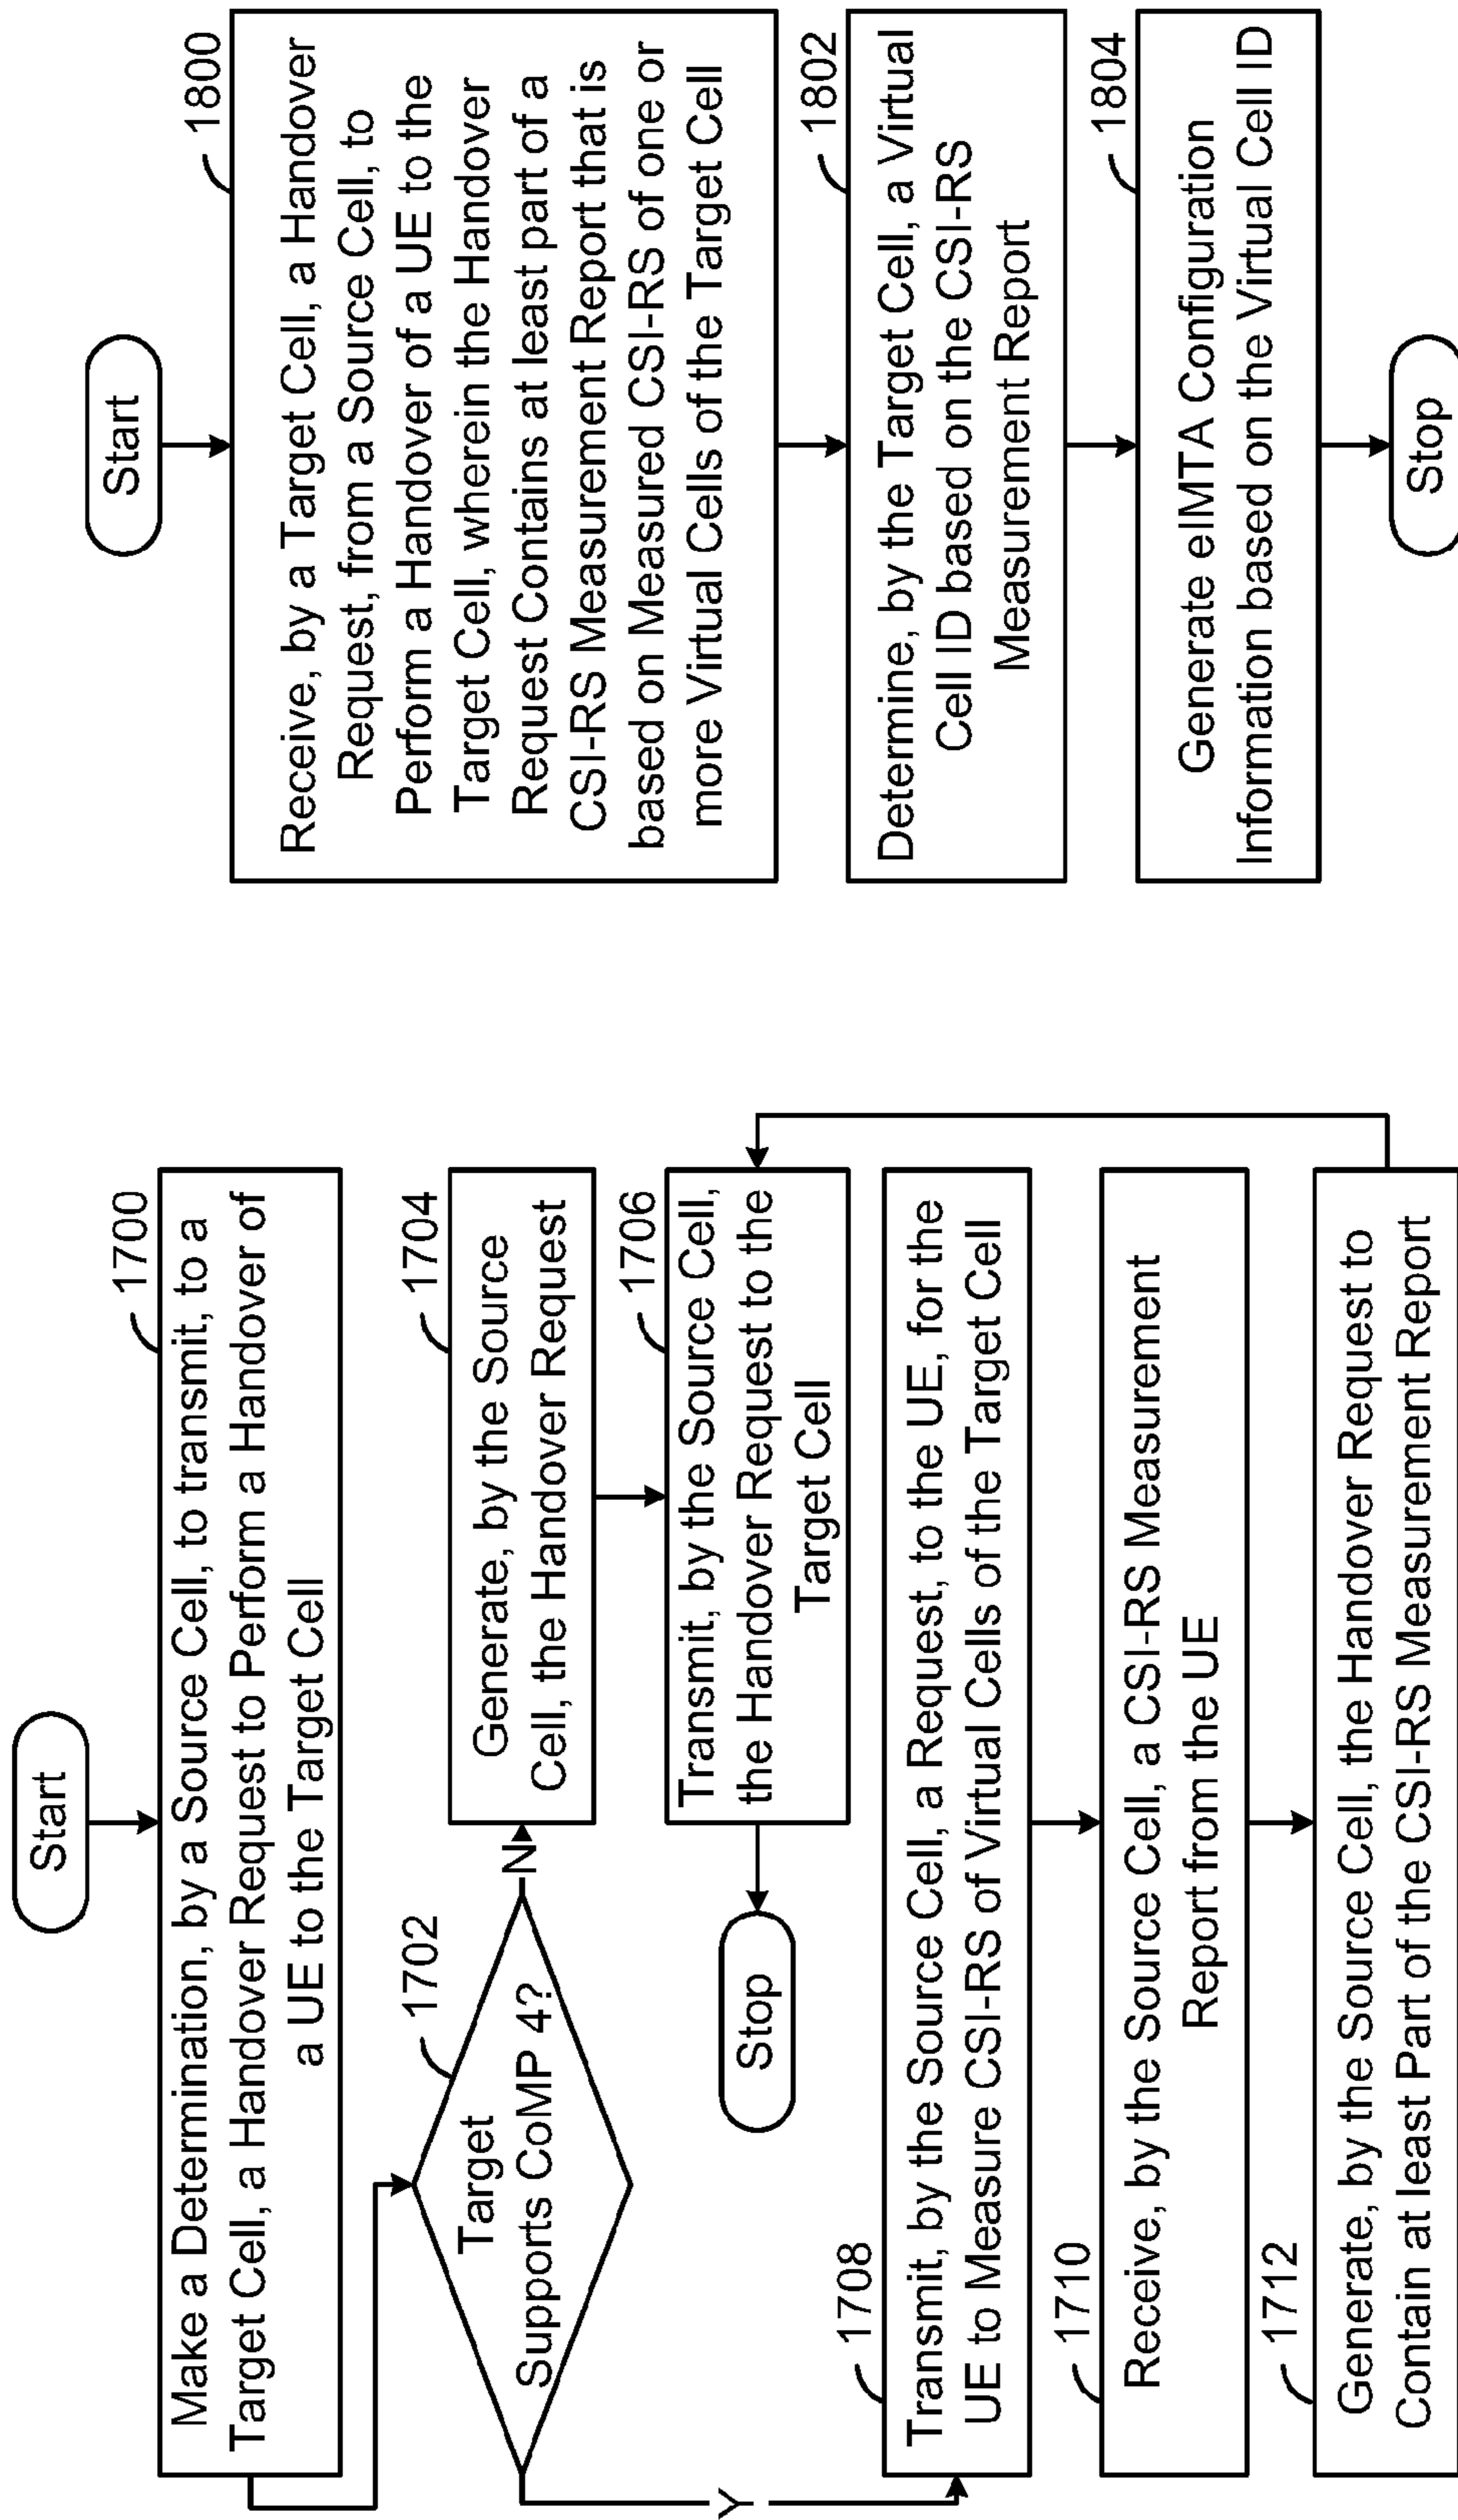 Start
1700
Make a Determination, by a Source Cell, to transmit, to a
Target Cell, a Handover Request to Perform a Handover of
a UE to the Target Cell
1702
Target
Supports CoMP 4?
N
Y
1704
Generate, by the Source
Cell, the Handover Request
1706
Transmit, by the Source Cell,
the Handover Request to the
Target Cell
Stop
1708
Transmit, by the Source Cell, a Request, to the UE, for the
UE to Measure CSI-RS of Virtual Cells of the Target Cell
1710
Receive, by the Source Cell, a CSI-RS Measurement
Report from the UE
1712
Generate, by the Source Cell, the Handover Request to
Contain at least Part of the CSI-RS Measurement Report
Start
1800
Receive, by a Target Cell, a Handover
Request, from a Source Cell, to
Perform a Handover of a UE to the
Target Cell, wherein the Handover
Request Contains at least part of a
CSI-RS Measurement Report that is
based on Measured CSI-RS of one or
more Virtual Cells of the Target Cell
1802
Determine, by the Target Cell, a Virtual
Cell ID based on the CSI-RS
Measurement Report
1804
Generate eIMTA Configuration
Information based on the Virtual Cell ID
Stop